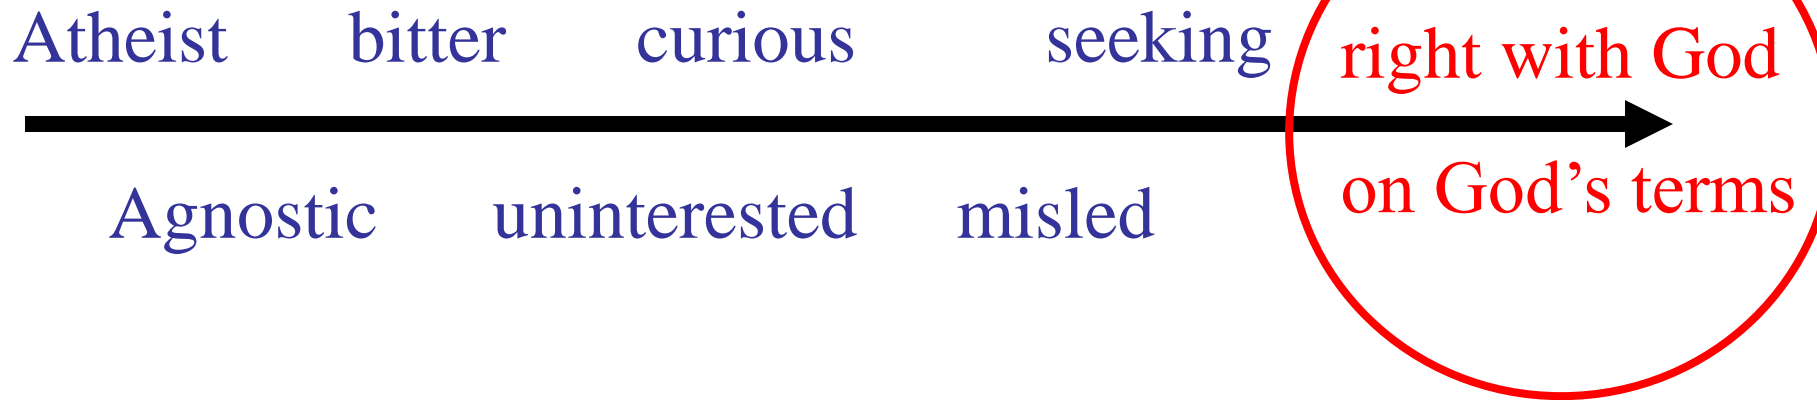 Atheist bitter curious seeking
right with God
on God’s terms
Agnostic uninterested misled